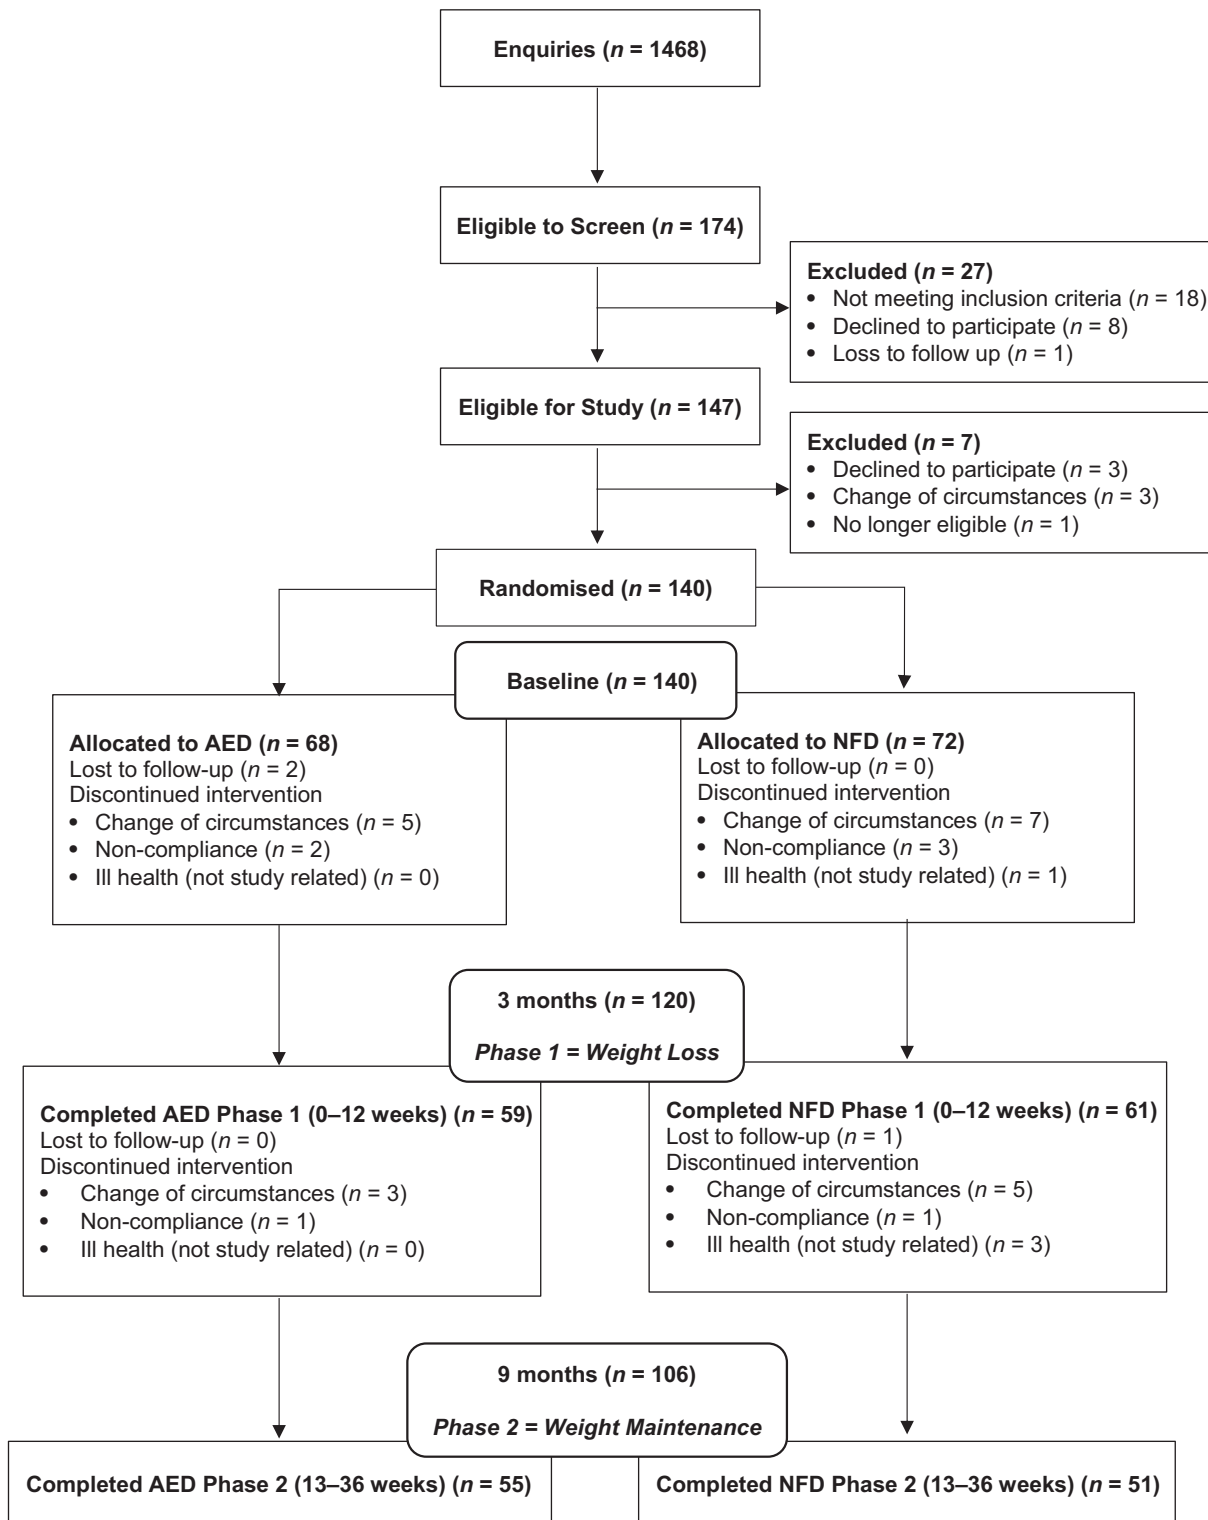 Enquiries (n = 1468)
Eligible to Screen (n = 174)
Excluded (n = 27)
• Not meeting inclusion criteria (n = 18)
• Declined to participate (n = 8)
• Loss to follow up (n = 1)
Eligible for Study (n = 147)
Excluded (n = 7)
• Declined to participate (n = 3)
• Change of circumstances (n = 3)
• No longer eligible (n = 1)
Randomised (n = 140)
Baseline (n = 140)
Allocated to AED (n = 68)
Lost to follow-up (n = 2)
Discontinued intervention
• Change of circumstances (n = 5)
• Non-compliance (n = 2)
• Ill health (not study related) (n = 0)
Allocated to NFD (n = 72)
Lost to follow-up (n = 0)
Discontinued intervention
• Change of circumstances (n = 7)
• Non-compliance (n = 3)
• Ill health (not study related) (n = 1)
3 months (n = 120)
Phase 1 = Weight Loss
Completed AED Phase 1 (0–12 weeks) (n = 59)
Lost to follow-up (n = 0)
Discontinued intervention
• Change of circumstances (n = 3)
• Non-compliance (n = 1)
• Ill health (not study related) (n = 0)
Completed NFD Phase 1 (0–12 weeks) (n = 61)
Lost to follow-up (n = 1)
Discontinued intervention
• Change of circumstances (n = 5)
• Non-compliance (n = 1)
• Ill health (not study related) (n = 3)
9 months (n = 106)
Phase 2 = Weight Maintenance
Completed AED Phase 2 (13–36 weeks) (n = 55)
Completed NFD Phase 2 (13–36 weeks) (n = 51)